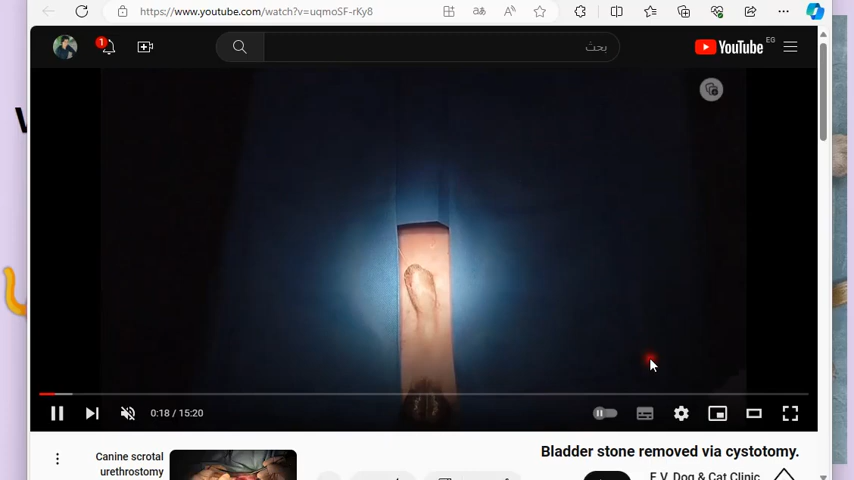 https://www.youtube.com/watch?v=uqmoSF-rKy8
1
بحث
YouTube EG
0:18 / 15:20
Bladder stone removed via cystotomy.
Canine scrotal
urethrostomy
F.V. Dog & Cat Clinic